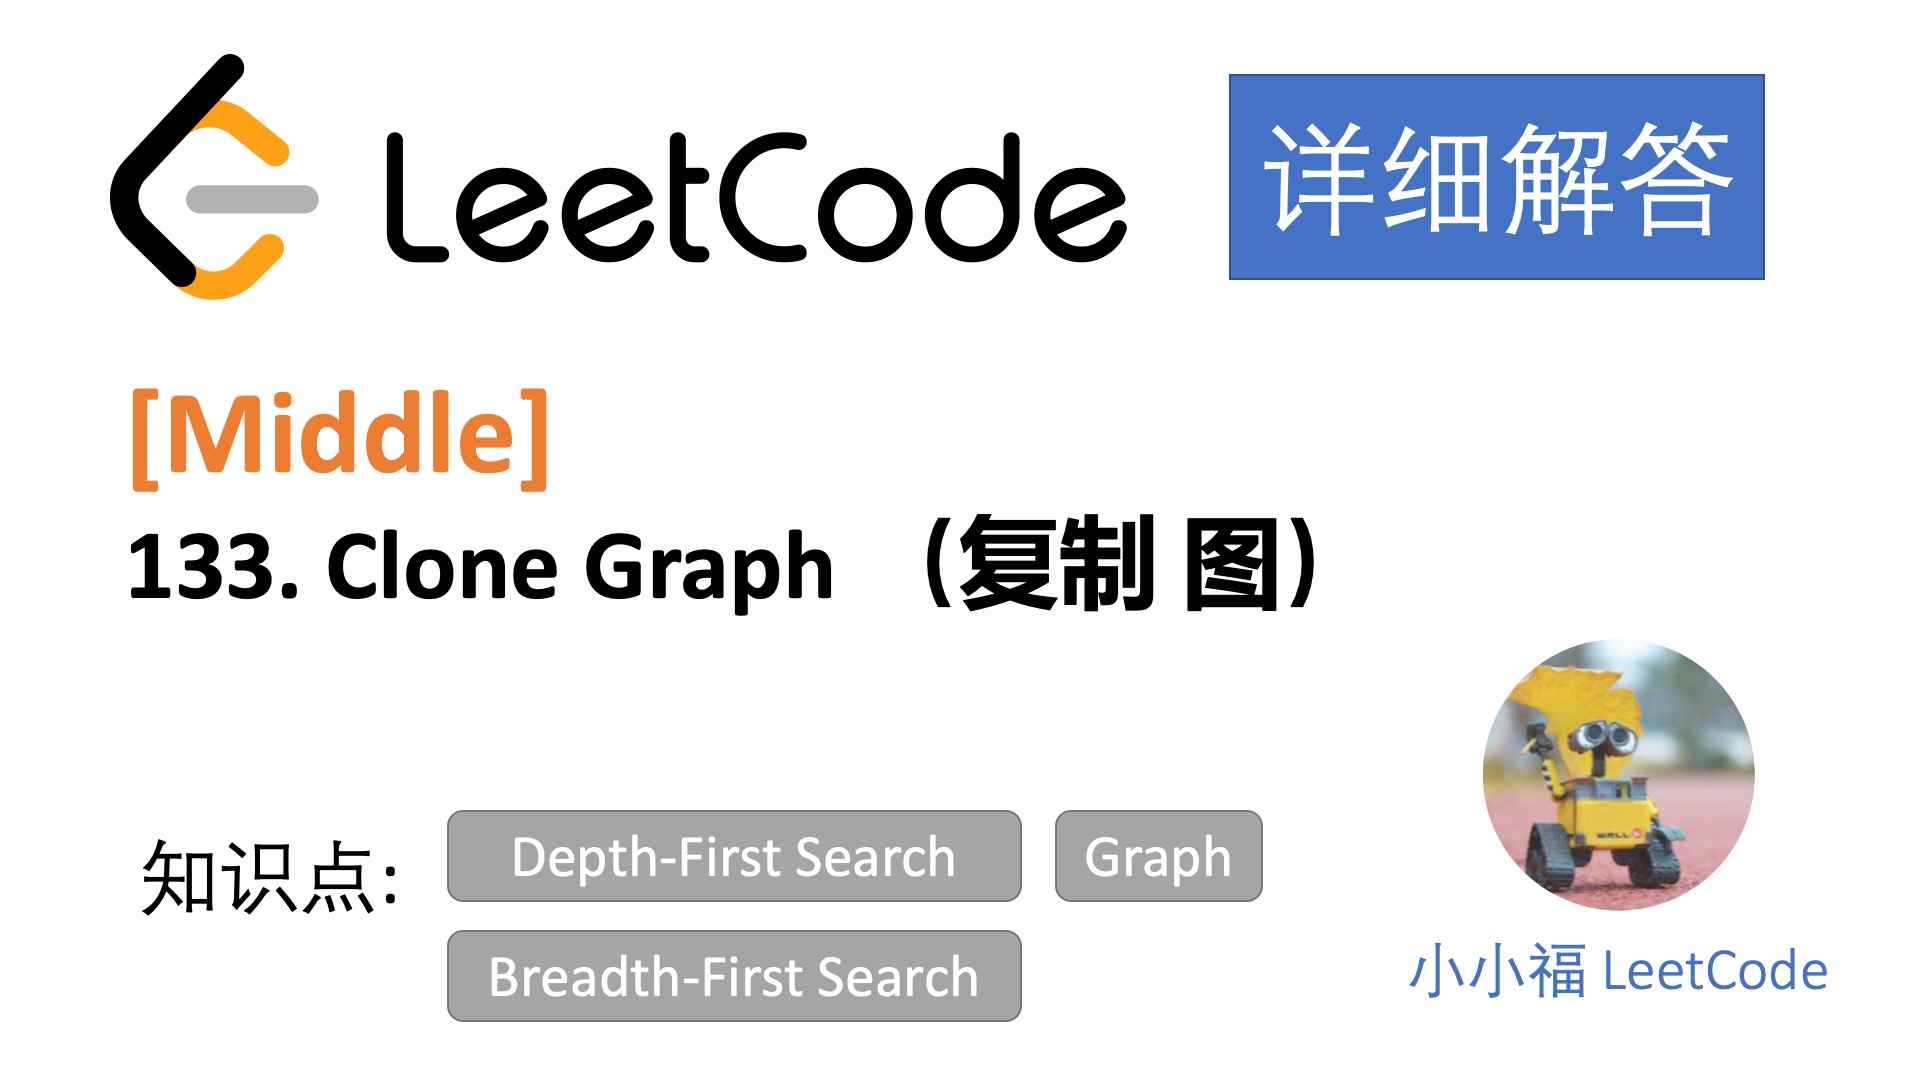 LeetCode
详细解答
[Middle]
133. Clone Graph （复制 图）
知识点:
Depth-First Search
Graph
Breadth-First Search
WALL·E
小小福 LeetCode